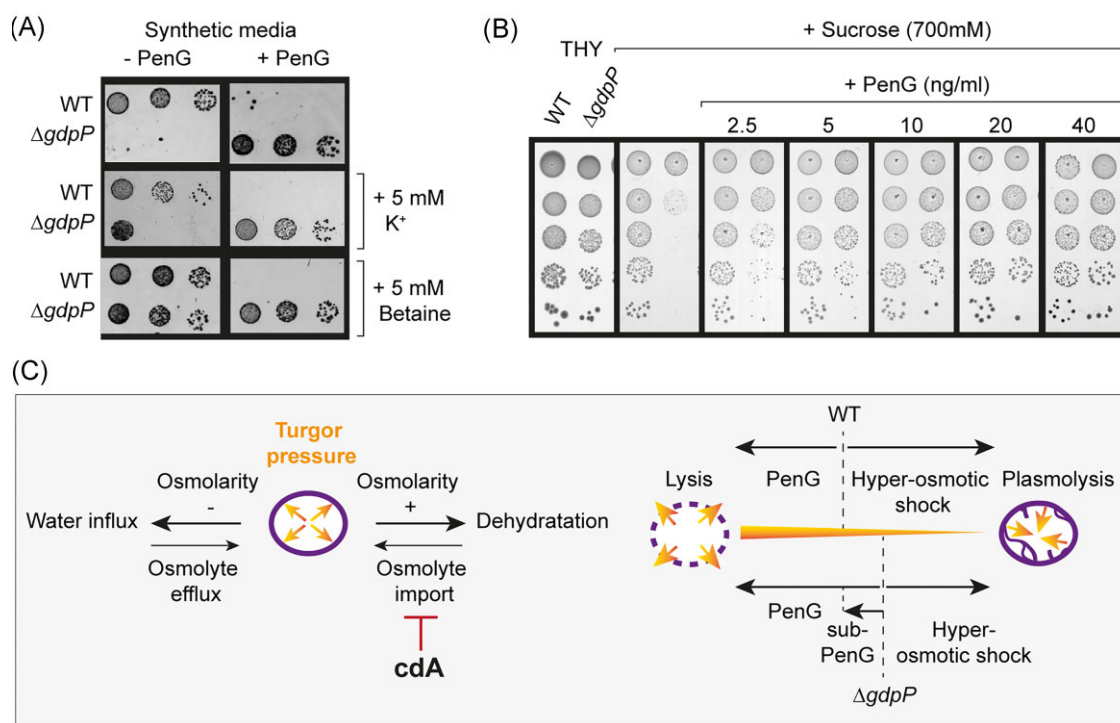 (A)
Synthetic media
- PenG + PenG
WT
ΔgdpP
WT
ΔgdpP
+ 5 mM
K+
WT
ΔgdpP
+ 5 mM
Betaine
(B)
+ Sucrose (700mM)
THY
WT ΔgdpP
+ PenG (ng/ml)
2.5 5 10 20 40
(C)
Turgor
pressure
Osmolarity
-
Water influx
Osmolyte
efflux
Osmolarity
+
Dehydratation
Osmolyte
import
cdA
WT
Lysis
PenG
Hyper-osmotic
shock
Plasmolysis
PenG
sub-
PenG
Hyper-
osmotic shock
ΔgdpP